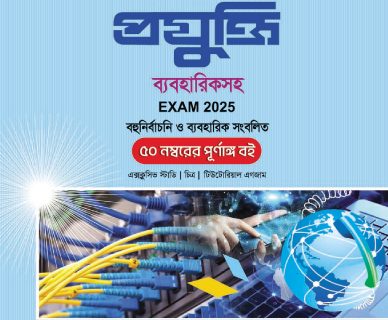 প্রযুক্তি
ব্যবহারিকসহ
EXAM 2025
বহুনির্বাচনি ও ব্যবহারিক সংবলিত
৫০ নম্বরের পূর্ণাঙ্গ বই
এক্সক্লুসিভ স্টাডি | চিত্র | টিউটোরিয়াল এগজাম